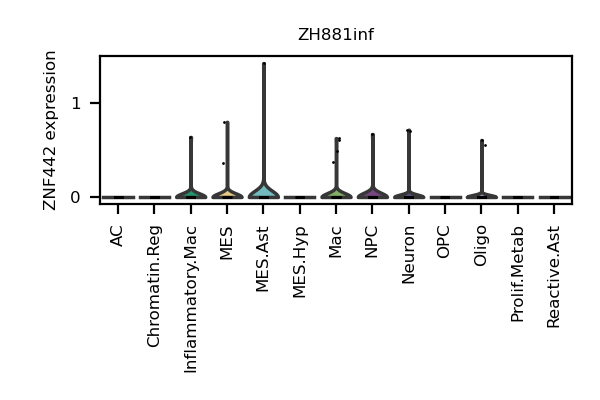 ZH881inf
ZNF442 expression
1
0
AC
Chromatin.Reg
Inflammatory.Mac
MES
MES.Ast
MES.Hyp
Mac
NPC
Neuron
OPC
Oligo
Prolif.Metab
Reactive.Ast